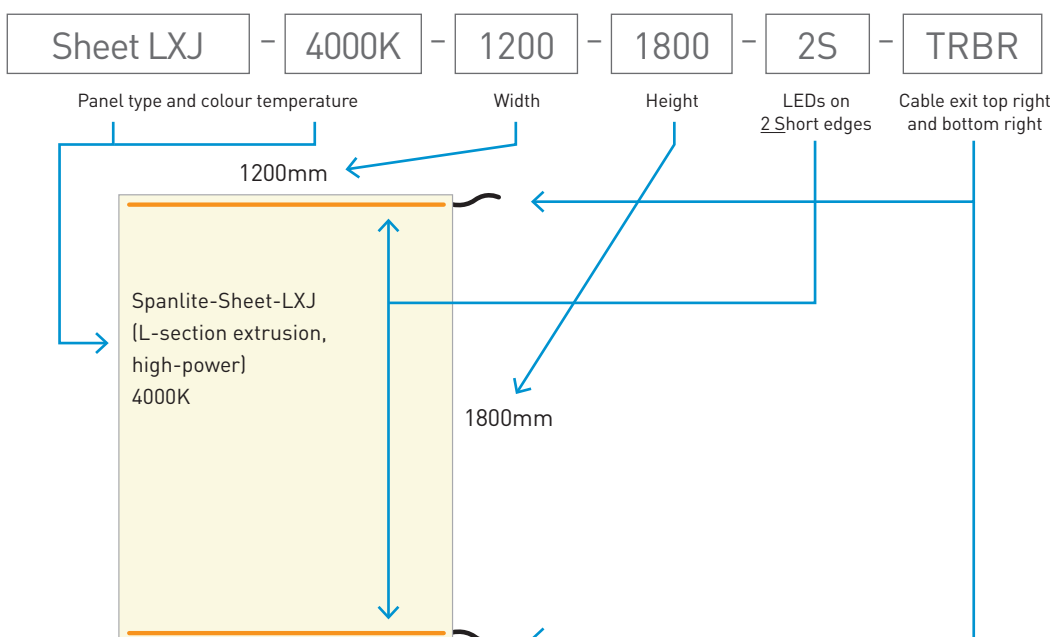 Sheet LXJ – 4000K – 1200 – 1800 – 2S – TRBR
Panel type and colour temperature
Width
Height
LEDs on
2 Short edges
Cable exit top right
and bottom right
1200mm
Spanlite-Sheet-LXJ
(L-section extrusion,
high-power)
4000K
1800mm